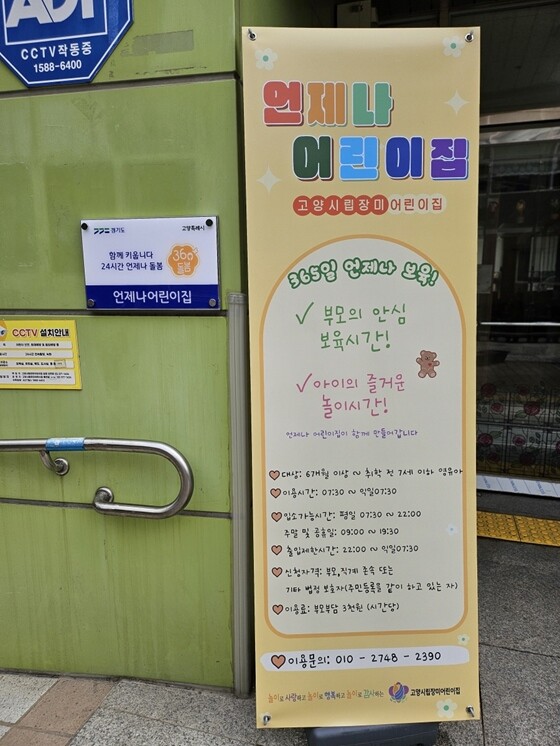 ADT
CCTV작동중
1588-6400
경기도
고양특례시
함께 키웁니다
24시간 언제나 돌봄
360°
돌봄
언제나어린이집
CCTV 설치안내
언제나
어린이집
고양시립장미어린이집
365일 언제나 보육!
✓ 부모의 안심
보육시간!
✓ 아이의 즐거운
놀이시간!
언제나 어린이집이 함께 만들어갑니다
대상: 6개월 이상 ~ 취학 전 7세 이하 영유아
이용시간: 07:30 ~ 익일07:30
입소가능시간: 평일 07:30 ~ 22:00
주말 및 공휴일: 09:00 ~ 19:30
출입제한시간: 22:00 ~ 익일07:30
신청자격: 부모,직계 존속 또는
기타 법정 보호자(주민등록을 같이 하고 있는 자)
이용료: 부모부담 3천원 (시간당)
이용문의: 010 - 2748 - 2390
놀이로 사랑하고 놀이로 행복하고 놀이로 감사하는
고양시립장미어린이집